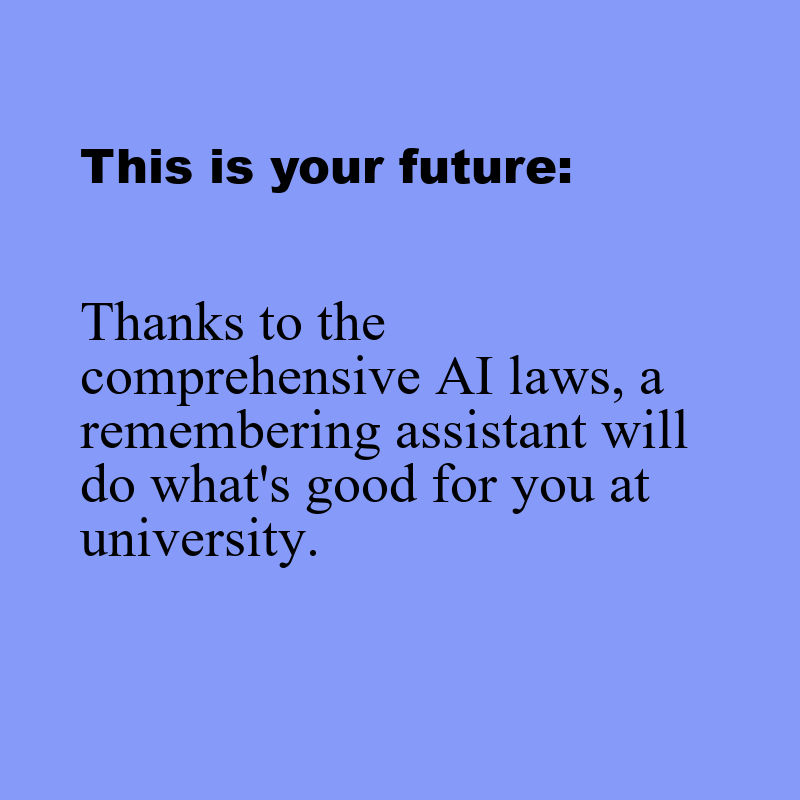 This is your future:
Thanks to the
comprehensive AI laws, a
remembering assistant will
do what's good for you at
university.